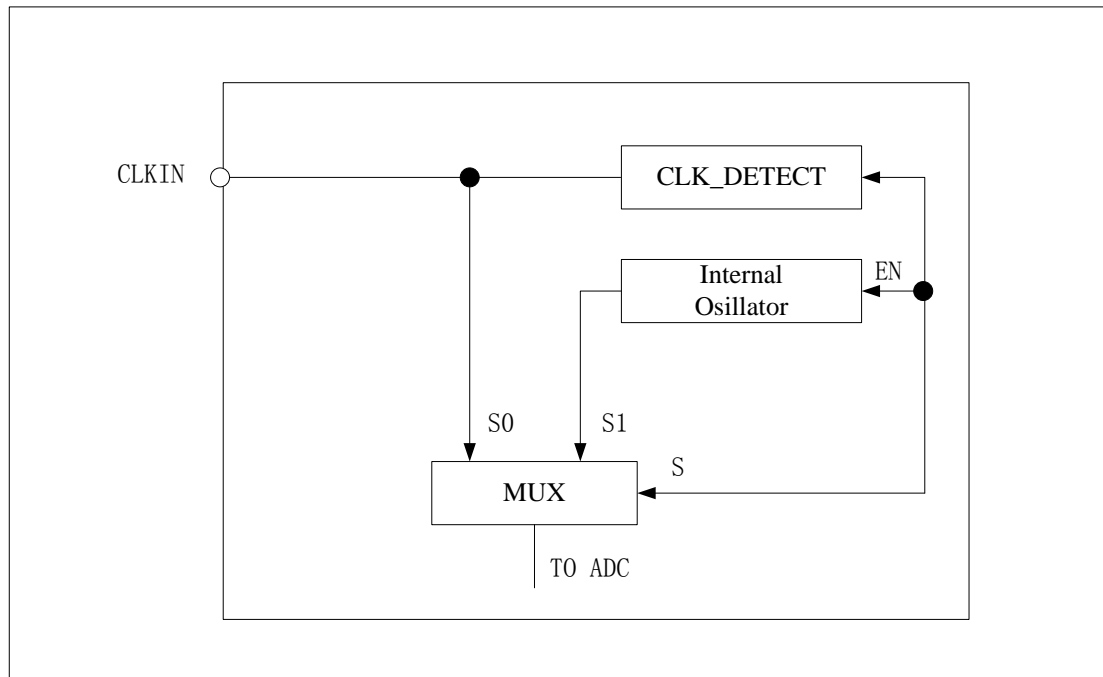 CLKIN
CLK_DETECT
Internal
Osillator
EN
S0
S1
S
MUX
TO ADC